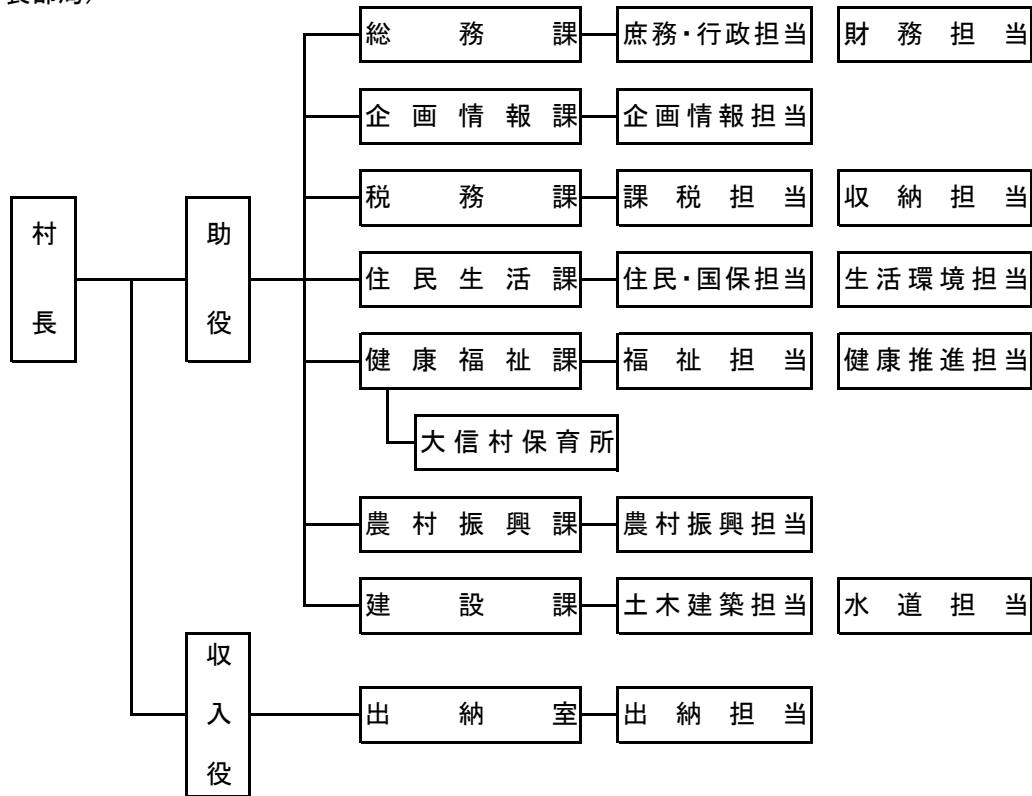 長部局）
総務課 庶務・行政担当 財務担当
企画情報課 企画情報担当
税務課 課税担当 収納担当
村長 助役
住民生活課 住民・国保担当 生活環境担当
健康福祉課 福祉担当 健康推進担当
大信村保育所
農村振興課 農村振興担当
建設課 土木建築担当 水道担当
収入役
出納室 出納担当